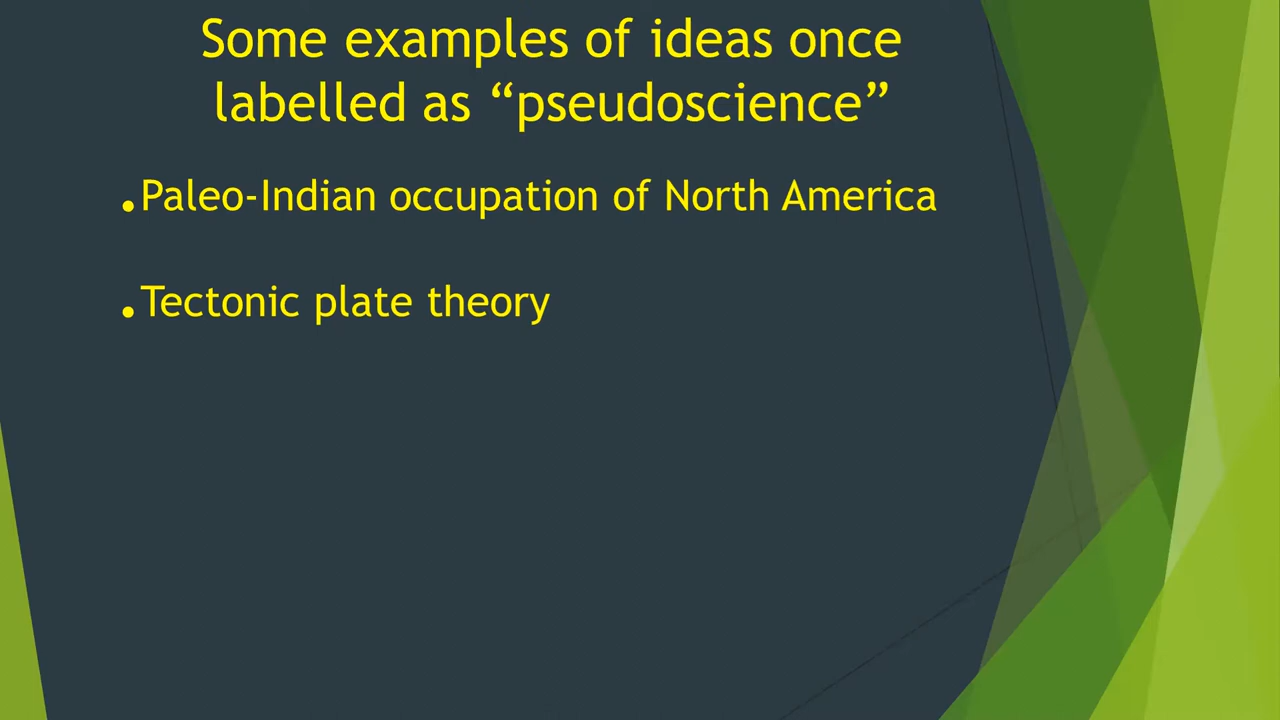 Some examples of ideas once
labelled as “pseudoscience”
.Paleo-Indian occupation of North America
.Tectonic plate theory